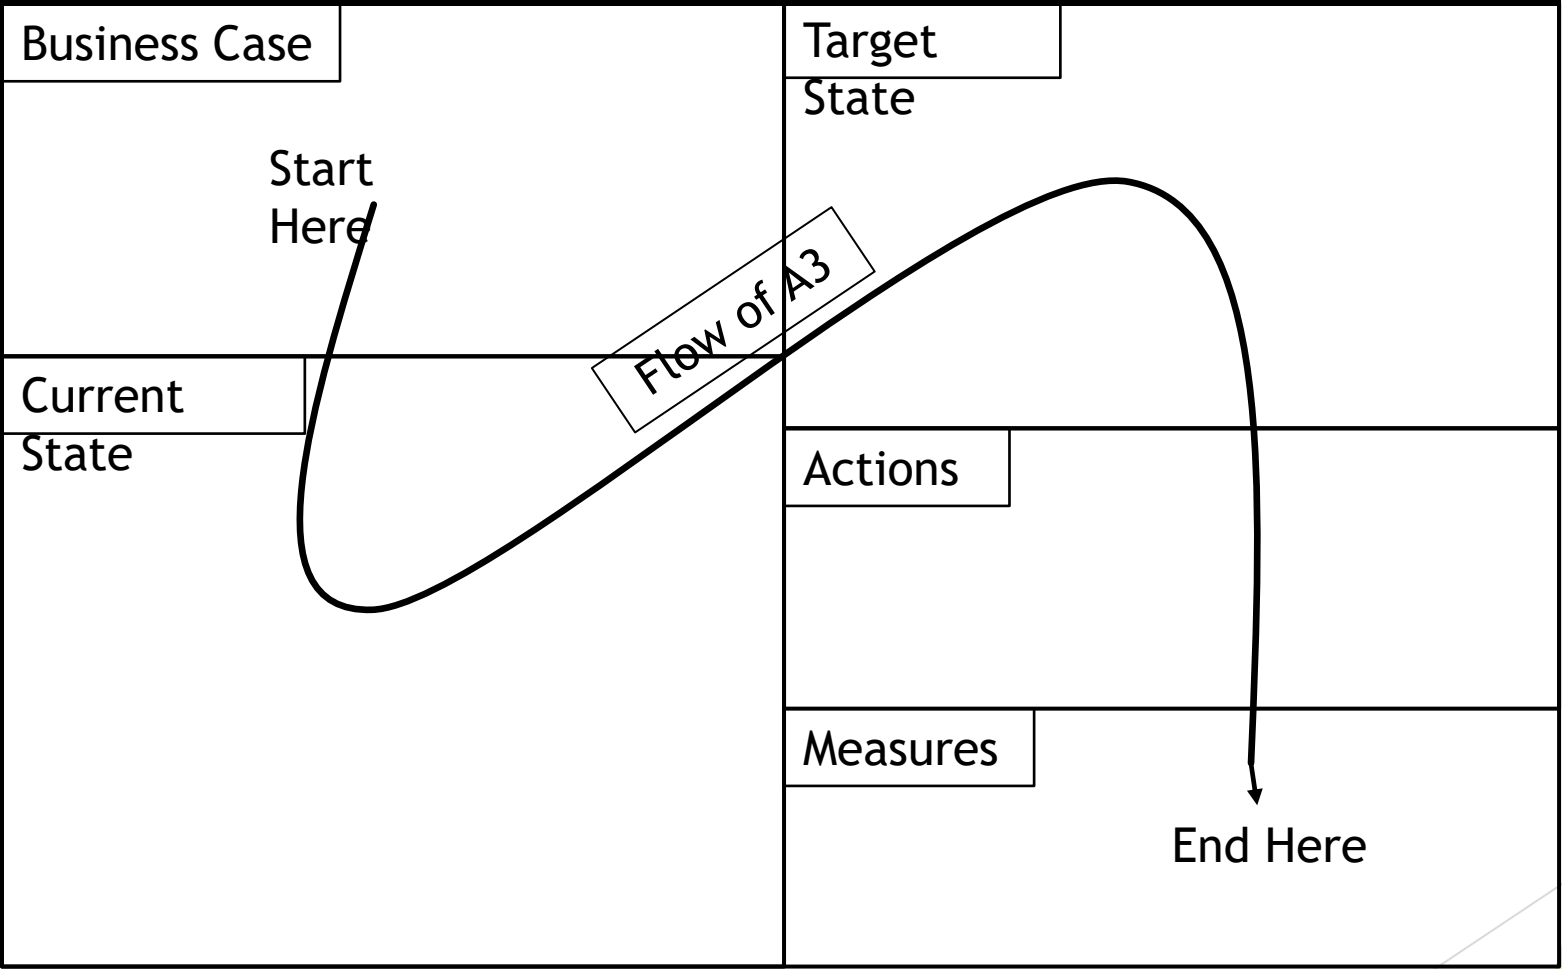 Business Case
Start
Here
Current
State
Flow of A3
Target
State
Actions
Measures
End Here